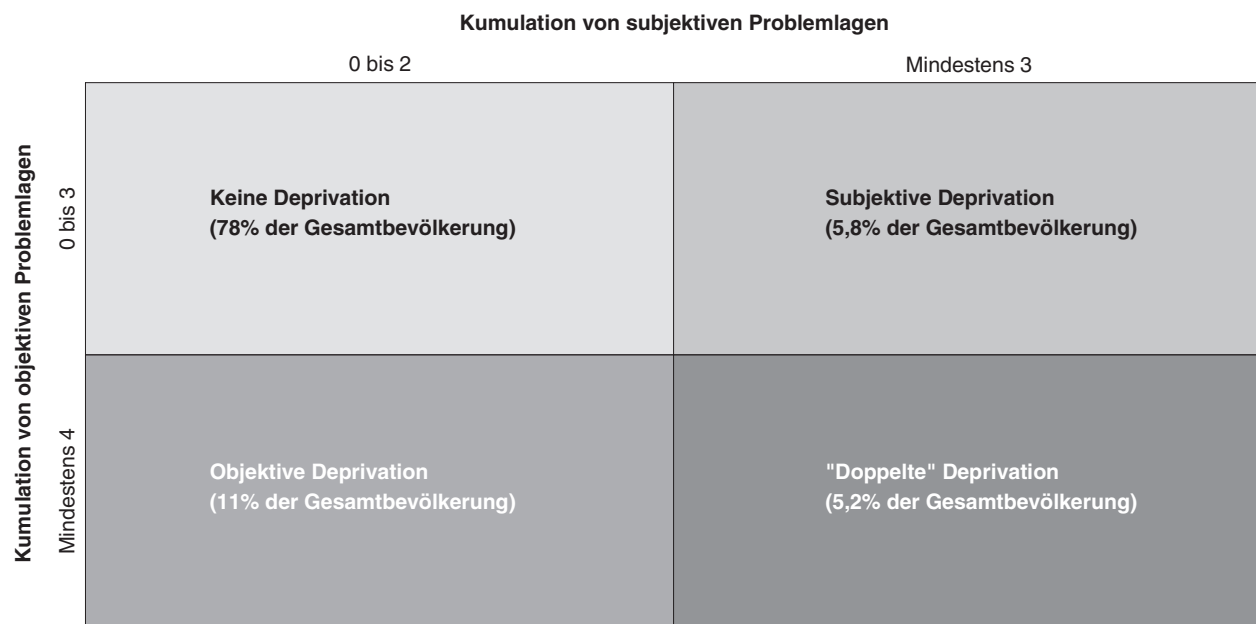 Kumulation von subjektiven Problemlagen
0 bis 2
Mindestens 3
Kumulation von objektiven Problemlagen
0 bis 3
Keine Deprivation
(78% der Gesamtbevölkerung)
Subjektive Deprivation
(5,8% der Gesamtbevölkerung)
Mindestens 4
Objektive Deprivation
(11% der Gesamtbevölkerung)
"Doppelte" Deprivation
(5,2% der Gesamtbevölkerung)